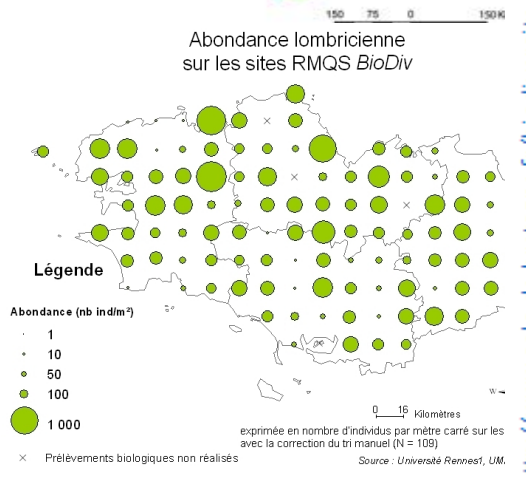 150 75 0 150 K
Abondance lombricienne
sur les sites RMQS BioDiv
Légende
Abondance (nb ind/m²)
1
10
50
100
1 000
Prélèvements biologiques non réalisés
W
0 16 Kilomètres
exprimée en nombre d'individus par mètre carré sur les
avec la correction du tri manuel (N = 109)
Source : Université Rennes1, UM